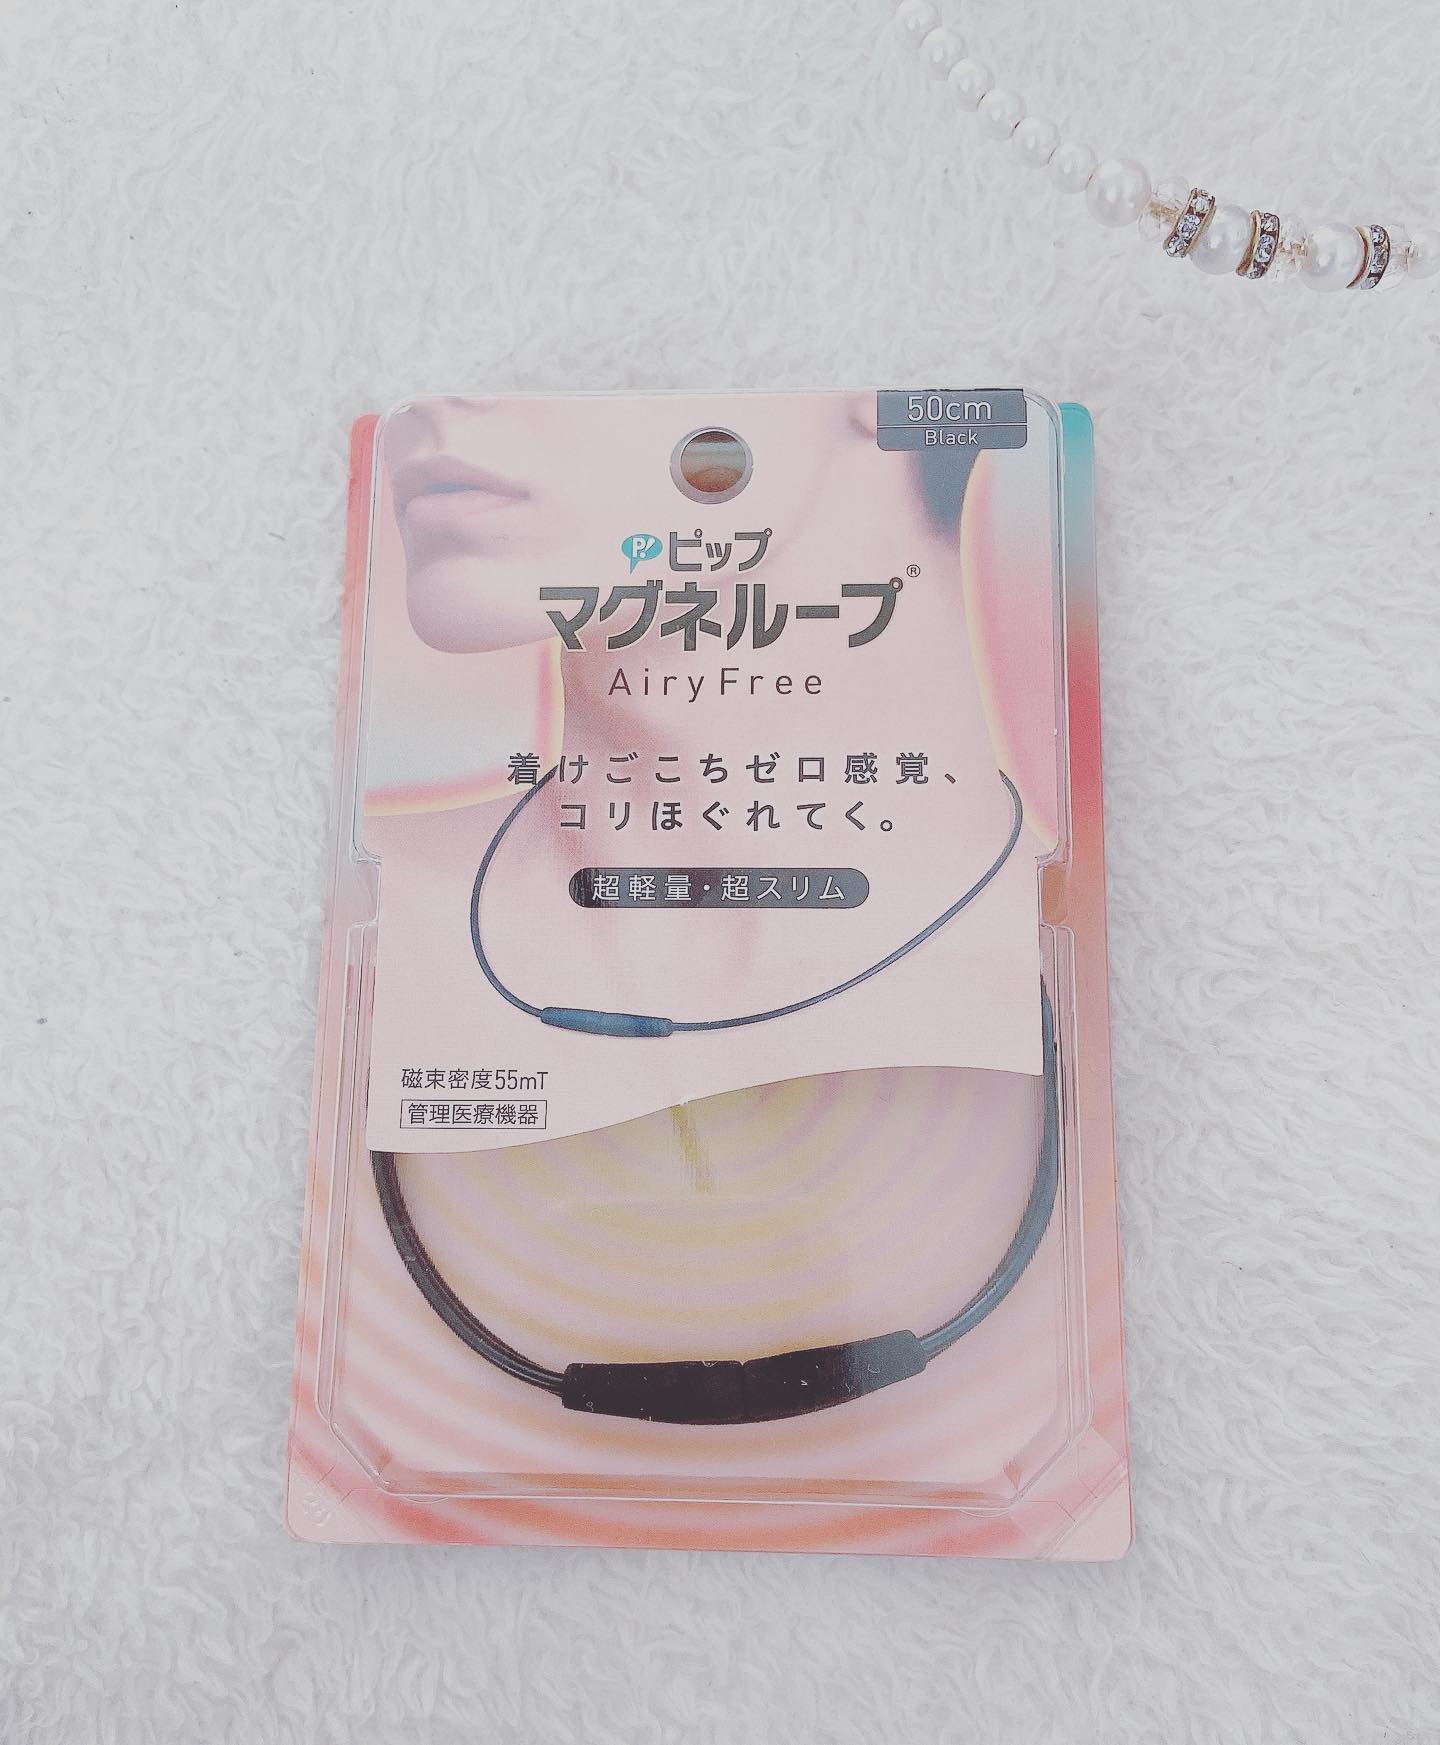 50cm
Black
P! ピップ
マグネループ®
AiryFree
着けごこちゼロ感覚、
コリほぐれてく。
超軽量・超スリム
磁束密度55mT
管理医療機器